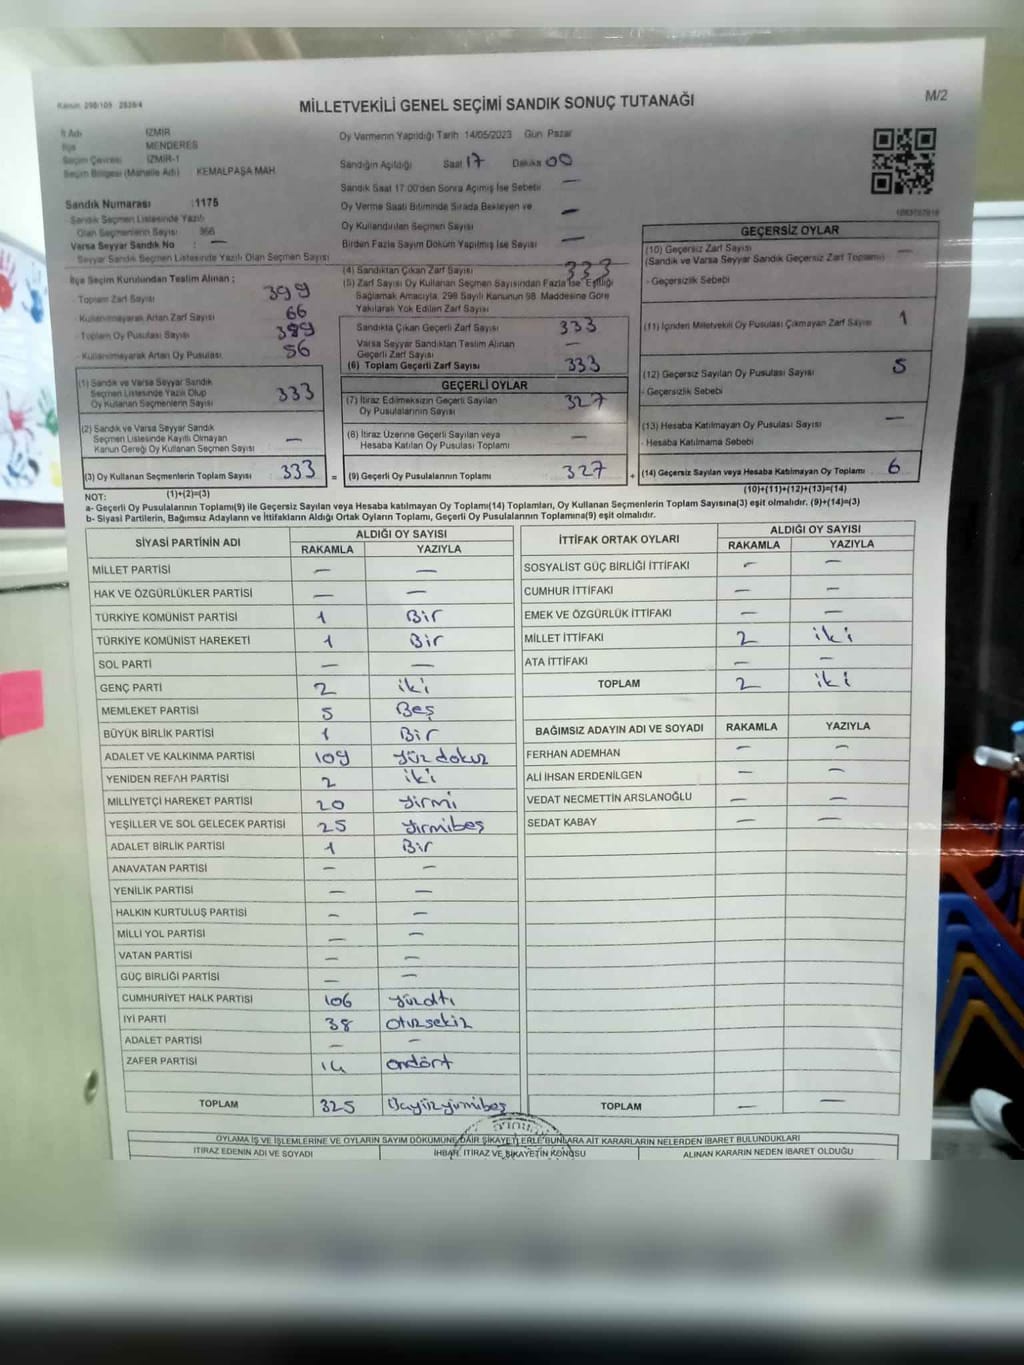 Kanun: 298/105 2839/4
MİLLETVEKİLİ GENEL SEÇİMİ SANDIK SONUÇ TUTANAĞI
M/2
İl Adı İZMİR
İlçe MENDERES
Seçim Çevresi İZMİR-1
Seçim Bölgesi (Mahalle Adı) KEMALPAŞA MAH.
Sandık Numarası :1175
Sandık Seçmen Listesinde Yazılı
Olan Seçmenlerin Sayısı 366
Varsa Seyyar Sandık No : —
Seyyar Sandık Seçmen Listesinde Yazılı Olan Seçmen Sayısı
Oy Vermenin Yapıldığı Tarih 14/05/2023 Gün Pazar
Sandığın Açıldığı Saat 17 Dakika 00
Sandık Saat 17:00'den Sonra Açımış İse Sebebi —
Oy Verme Saati Bitiminde Sırada Bekleyen ve
Oy Kullandırılan Seçmen Sayısı —
Birden Fazla Sayım Döküm Yapılmış İse Sayısı —
İlçe Seçim Kurulundan Teslim Alınan ;
- Toplam Zarf Sayısı 399
- Kullanılmayarak Artan Zarf Sayısı 66
- Toplam Oy Pusulası Sayısı 389
- Kullanılmayarak Artan Oy Pusulası 56
(1) Sandık ve Varsa Seyyar Sandık
Seçmen Listesinde Yazılı Olup
Oy Kullanan Seçmenlerin Sayısı 333
(2) Sandık ve Varsa Seyyar Sandık
Seçmen Listesinde Kayıtlı Olmayan
Kanun Gereği Oy Kullanan Seçmen Sayısı —
(3) Oy Kullanan Seçmenlerin Toplam Sayısı 333
(4) Sandıktan Çıkan Zarf Sayısı 333
(5) Zarf Sayısı Oy Kullanan Seçmen Sayısından Fazla İse, Eşitliği
Sağlamak Amacıyla, 298 Sayılı Kanunun 98. Maddesine Göre
Yakılarak Yok Edilen Zarf Sayısı
Sandıkta Çıkan Geçerli Zarf Sayısı 333
Varsa Seyyar Sandıktan Teslim Alınan
Geçerli Zarf Sayısı —
(6) Toplam Geçerli Zarf Sayısı 333
GEÇERLİ OYLAR
(7) İtiraz Edilmeksizin Geçerli Sayılan
Oy Pusulalarının Sayısı 327
(8) İtiraz Üzerine Geçerli Sayılan veya
Hesaba Katılan Oy Pusulası Toplamı —
= (9) Geçerli Oy Pusulalarının Toplamı 327
GEÇERSİZ OYLAR
(10) Geçersiz Zarf Sayısı —
(Sandık ve Varsa Seyyar Sandık Geçersiz Zarf Toplamı)
- Geçersizlik Sebebi
(11) İçinden Milletvekili Oy Pusulası Çıkmayan Zarf Sayısı 1
(12) Geçersiz Sayılan Oy Pusulası Sayısı 5
- Geçersizlik Sebebi
(13) Hesaba Katılmayan Oy Pusulası Sayısı —
- Hesaba Katılmama Sebebi
+ (14) Geçersiz Sayılan veya Hesaba Katılmayan Oy Toplamı 6
NOT: (1)+(2)=(3) (10)+(11)+(12)+(13)=(14)
a- Geçerli Oy Pusulalarının Toplamı(9) ile Geçersiz Sayılan veya Hesaba katılmayan Oy Toplamı(14) Toplamları, Oy Kullanan Seçmenlerin Toplam Sayısına(3) eşit olmalıdır. (9)+(14)=(3)
b- Siyasi Partilerin, Bağımsız Adayların ve İttifakların Aldığı Ortak Oyların Toplamı, Geçerli Oy Pusulalarının Toplamına(9) eşit olmalıdır.
SİYASİ PARTİNİN ADI ALDIĞI OY SAYISI
RAKAMLA YAZIYLA
MİLLET PARTİSİ — —
HAK VE ÖZGÜRLÜKLER PARTİSİ — —
TÜRKİYE KOMÜNİST PARTİSİ 1 Bir
TÜRKİYE KOMÜNİST HAREKETİ 1 Bir
SOL PARTİ — —
GENÇ PARTİ 2 iki
MEMLEKET PARTİSİ 5 Beş
BÜYÜK BİRLİK PARTİSİ 1 Bir
ADALET VE KALKINMA PARTİSİ 109 Yüz dokuz
YENİDEN REFAH PARTİSİ 2 iki
MİLLİYETÇİ HAREKET PARTİSİ 20 Yirmi
YEŞİLLER VE SOL GELECEK PARTİSİ 25 Yirmibeş
ADALET BİRLİK PARTİSİ 1 Bir
ANAVATAN PARTİSİ — —
YENİLİK PARTİSİ — —
HALKIN KURTULUŞ PARTİSİ — —
MİLLİ YOL PARTİSİ — —
VATAN PARTİSİ — —
GÜÇ BİRLİĞİ PARTİSİ — —
CUMHURİYET HALK PARTİSİ 106 Yüzaltı
İYİ PARTİ 38 Otuzsekiz
ADALET PARTİSİ — —
ZAFER PARTİSİ 14 Ondört
TOPLAM 325 Üçyüzyirmibeş
İTTİFAK ORTAK OYLARI ALDIĞI OY SAYISI
RAKAMLA YAZIYLA
SOSYALİST GÜÇ BİRLİĞİ İTTİFAKI — —
CUMHUR İTTİFAKI — —
EMEK VE ÖZGÜRLÜK İTTİFAKI — —
MİLLET İTTİFAKI 2 iki
ATA İTTİFAKI — —
TOPLAM 2 iki
BAĞIMSIZ ADAYIN ADI VE SOYADI RAKAMLA YAZIYLA
FERHAN ADEMHAN — —
ALİ İHSAN ERDENİLGEN — —
VEDAT NECMETTİN ARSLANOĞLU — —
SEDAT KABAY — —
TOPLAM — —
OYLAMA İŞ VE İŞLEMLERİNE VE OYLARIN SAYIM DÖKÜMÜNE DAİR ŞİKAYETLERLE BUNLARA AİT KARARLARIN NELERDEN İBARET BULUNDUKLARI
İTİRAZ EDENİN ADI VE SOYADI İHBAR, İTİRAZ VE ŞİKAYETİN KONUSU ALINAN KARARIN NEDEN İBARET OLDUĞU